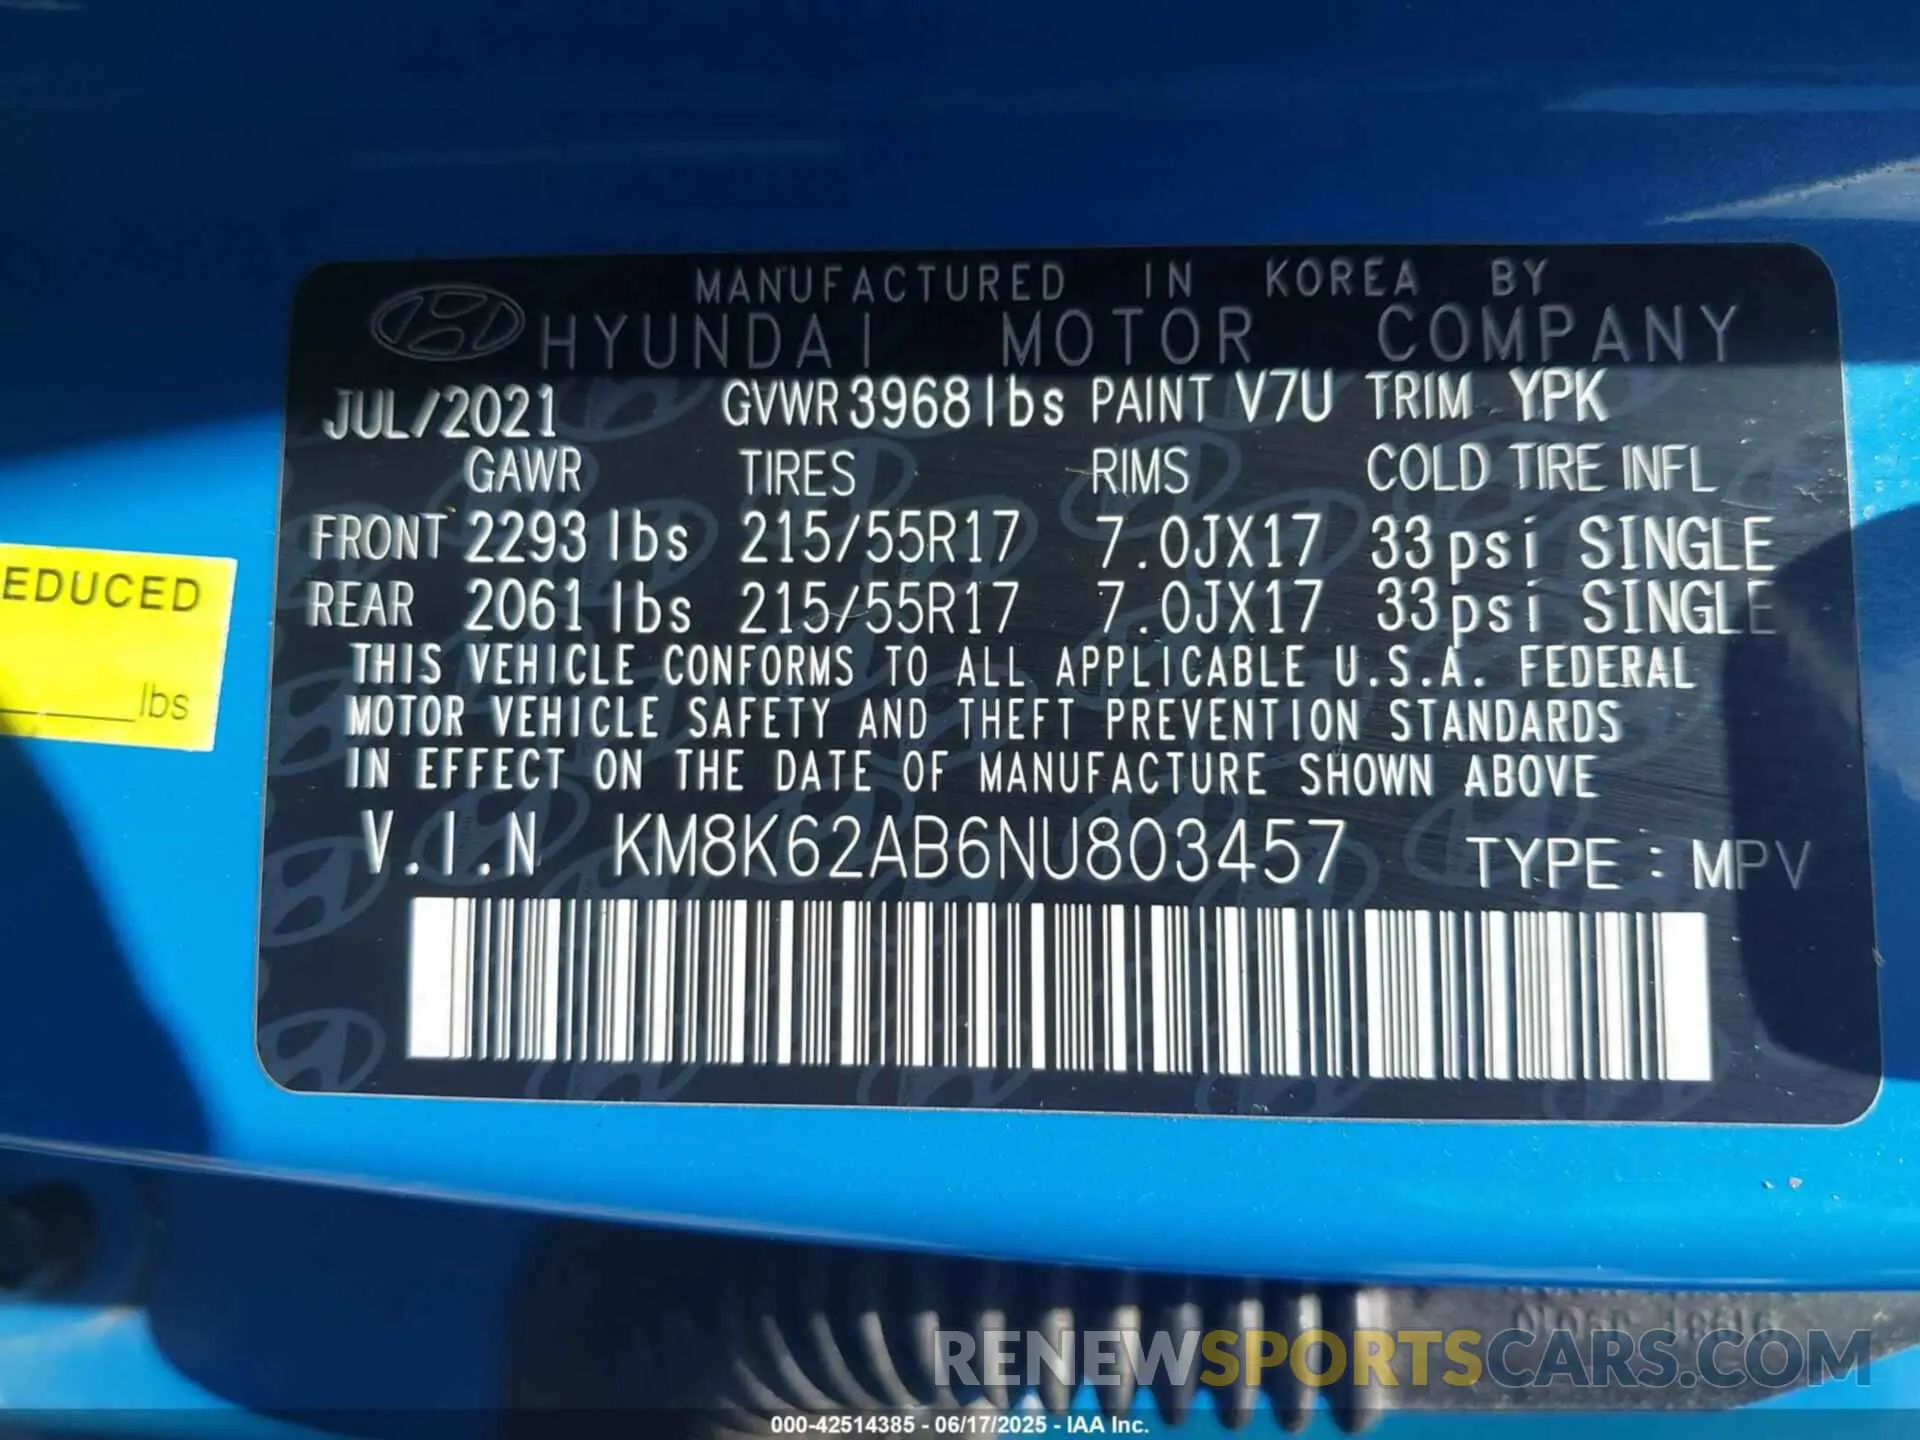 MANUFACTURED IN KOREA BY
HYUNDAI MOTOR COMPANY
JUL/2021 GVWR 3968 lbs PAINT V7U TRIM YPK
GAWR TIRES RIMS COLD TIRE INFL
FRONT 2293 lbs 215/55R17 7.0JX17 33psi SINGLE
REAR 2061 lbs 215/55R17 7.0JX17 33psi SINGLE
THIS VEHICLE CONFORMS TO ALL APPLICABLE U.S.A. FEDERAL
MOTOR VEHICLE SAFETY AND THEFT PREVENTION STANDARDS
IN EFFECT ON THE DATE OF MANUFACTURE SHOWN ABOVE
V.I.N KM8K62AB6NU803457 TYPE : MPV
EDUCED
lbs
RENEWSPORTSCARS.COM
000-42514385 - 06/17/2025 - IAA Inc.